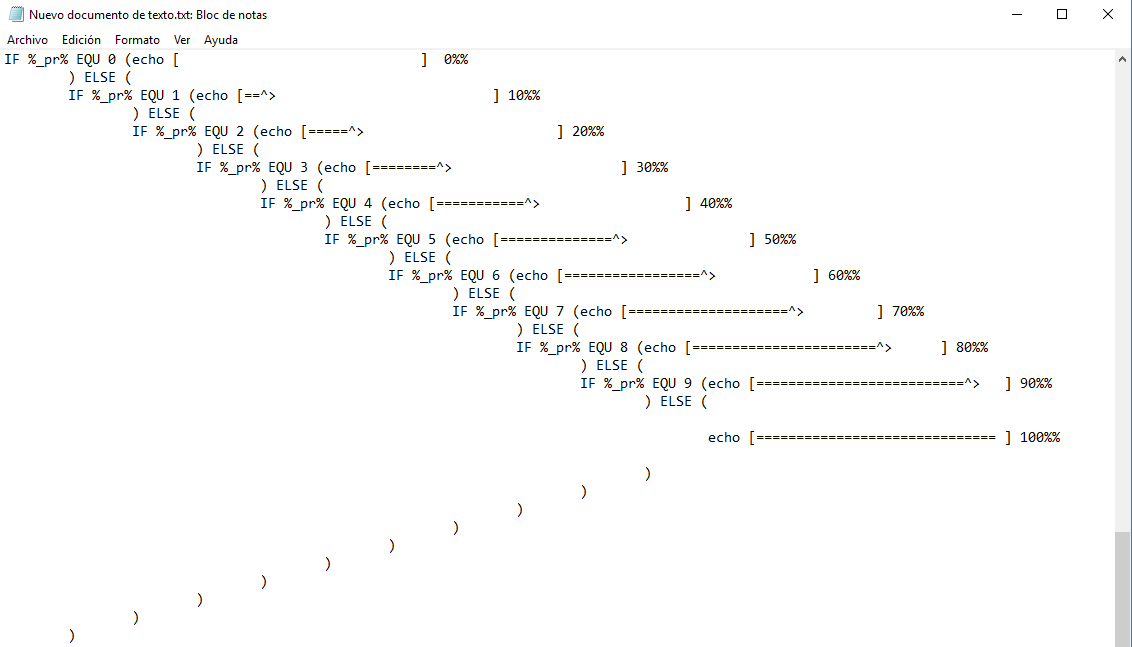 Nuevo documento de texto.txt: Bloc de notas
Archivo Edición Formato Ver Ayuda
IF %_pr% EQU 0 (echo [                              ]  0%%
        ) ELSE (
        IF %_pr% EQU 1 (echo [==^>                           ] 10%%
                ) ELSE (
                IF %_pr% EQU 2 (echo [=====^>                        ] 20%%
                        ) ELSE (
                        IF %_pr% EQU 3 (echo [========^>                     ] 30%%
                                ) ELSE (
                                IF %_pr% EQU 4 (echo [===========^>                  ] 40%%
                                        ) ELSE (
                                        IF %_pr% EQU 5 (echo [==============^>               ] 50%%
                                                ) ELSE (
                                                IF %_pr% EQU 6 (echo [=================^>            ] 60%%
                                                        ) ELSE (
                                                        IF %_pr% EQU 7 (echo [====================^>         ] 70%%
                                                                ) ELSE (
                                                                IF %_pr% EQU 8 (echo [=======================^>      ] 80%%
                                                                        ) ELSE (
                                                                        IF %_pr% EQU 9 (echo [==========================^>   ] 90%%
                                                                                ) ELSE (
                                                                                        echo [============================== ] 100%%
                                                                                )
                                                                        )
                                                                )
                                                        )
                                                )
                                        )
                                )
                        )
                )
        )